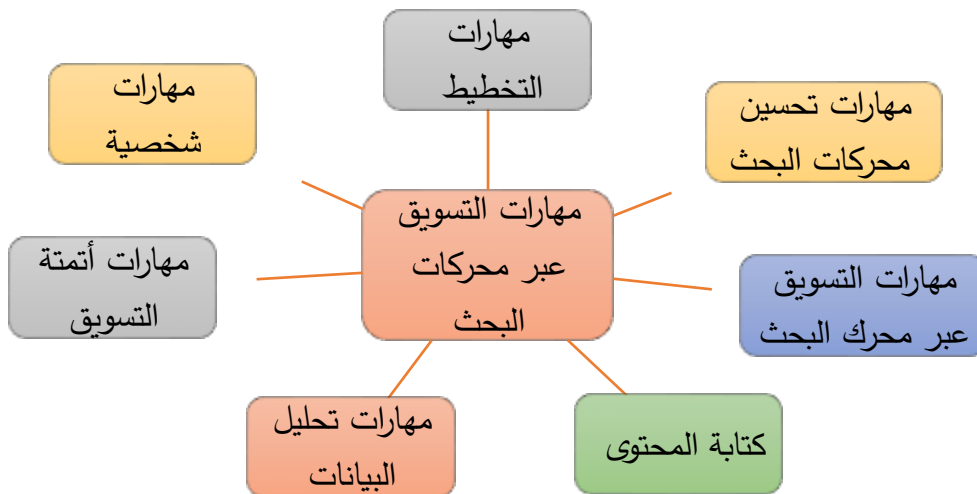 مهارات
التخطيط
مهارات تحسين
محركات البحث
مهارات
شخصية
مهارات التسويق
عبر محركات
البحث
مهارات التسويق
عبر محرك البحث
مهارات أتمتة
التسويق
كتابة المحتوى
مهارات تحليل
البيانات